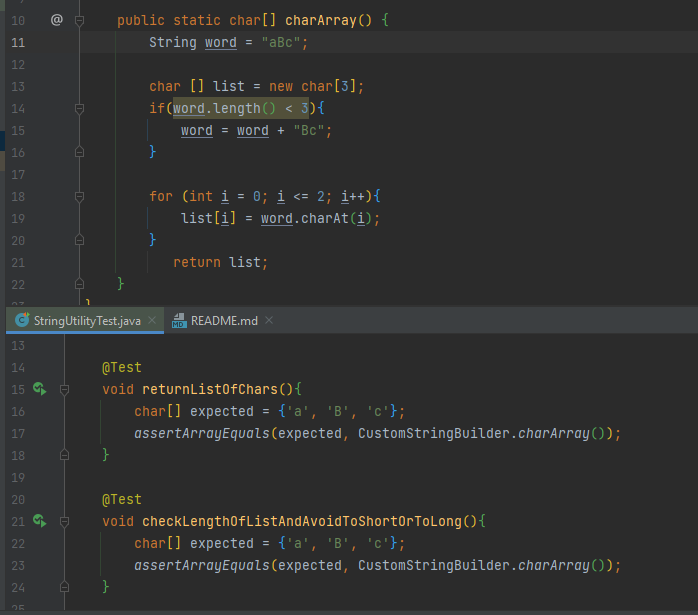 10 @ public static char[] charArray() {
11 String word = "aBc";
12
13 char [] list = new char[3];
14 if(word.length() < 3){
15 word = word + "Bc";
16 }
17
18 for (int i = 0; i <= 2; i++){
19 list[i] = word.charAt(i);
20 }
21 return list;
22 }
}
StringUtilityTest.java README.md
13
14 @Test
15 void returnListOfChars(){
16 char[] expected = {'a', 'B', 'c'};
17 assertArrayEquals(expected, CustomStringBuilder.charArray());
18 }
19
20 @Test
21 void checkLengthOfListAndAvoidToShortOrToLong(){
22 char[] expected = {'a', 'B', 'c'};
23 assertArrayEquals(expected, CustomStringBuilder.charArray());
24 }